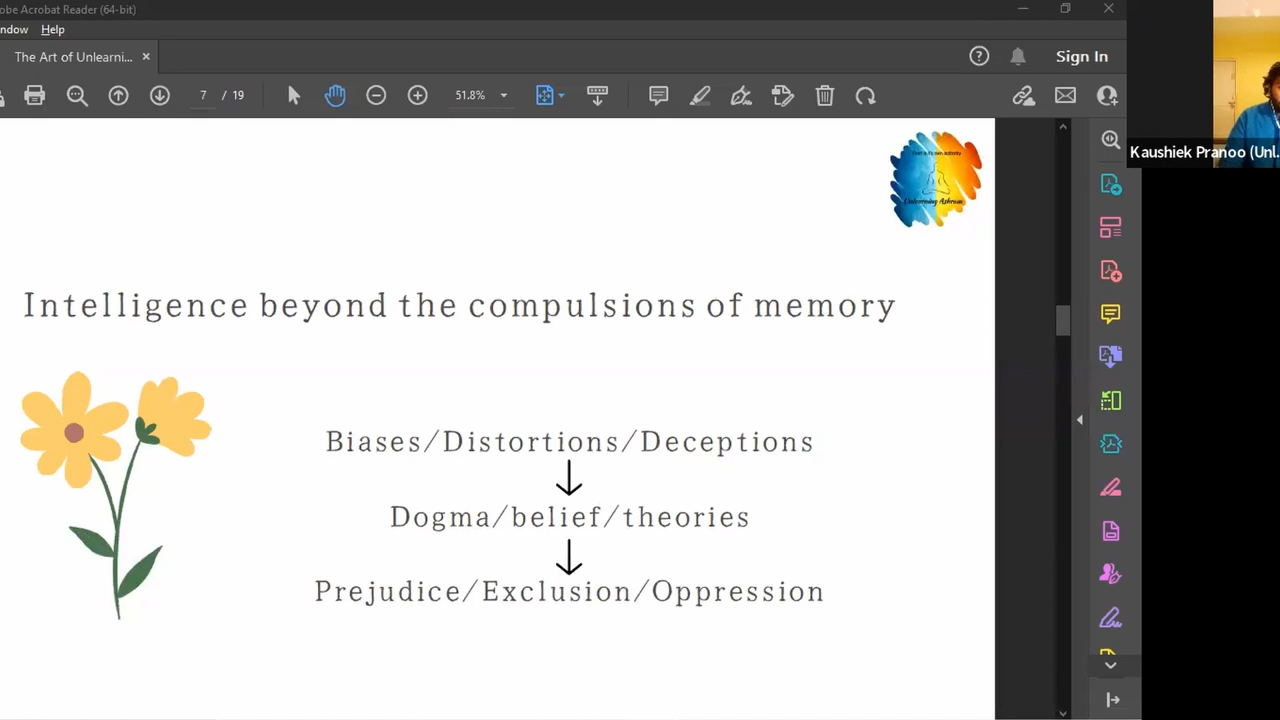 obe Acrobat Reader (64-bit)
ndow Help
The Art of Unlearni... ×
Sign In
7 / 19
51.8%
Kaushiek Pranoo (Unl...
Unlearning Ashram
Intelligence beyond the compulsions of memory
Biases/Distortions/Deceptions
Dogma/belief/theories
Prejudice/Exclusion/Oppression